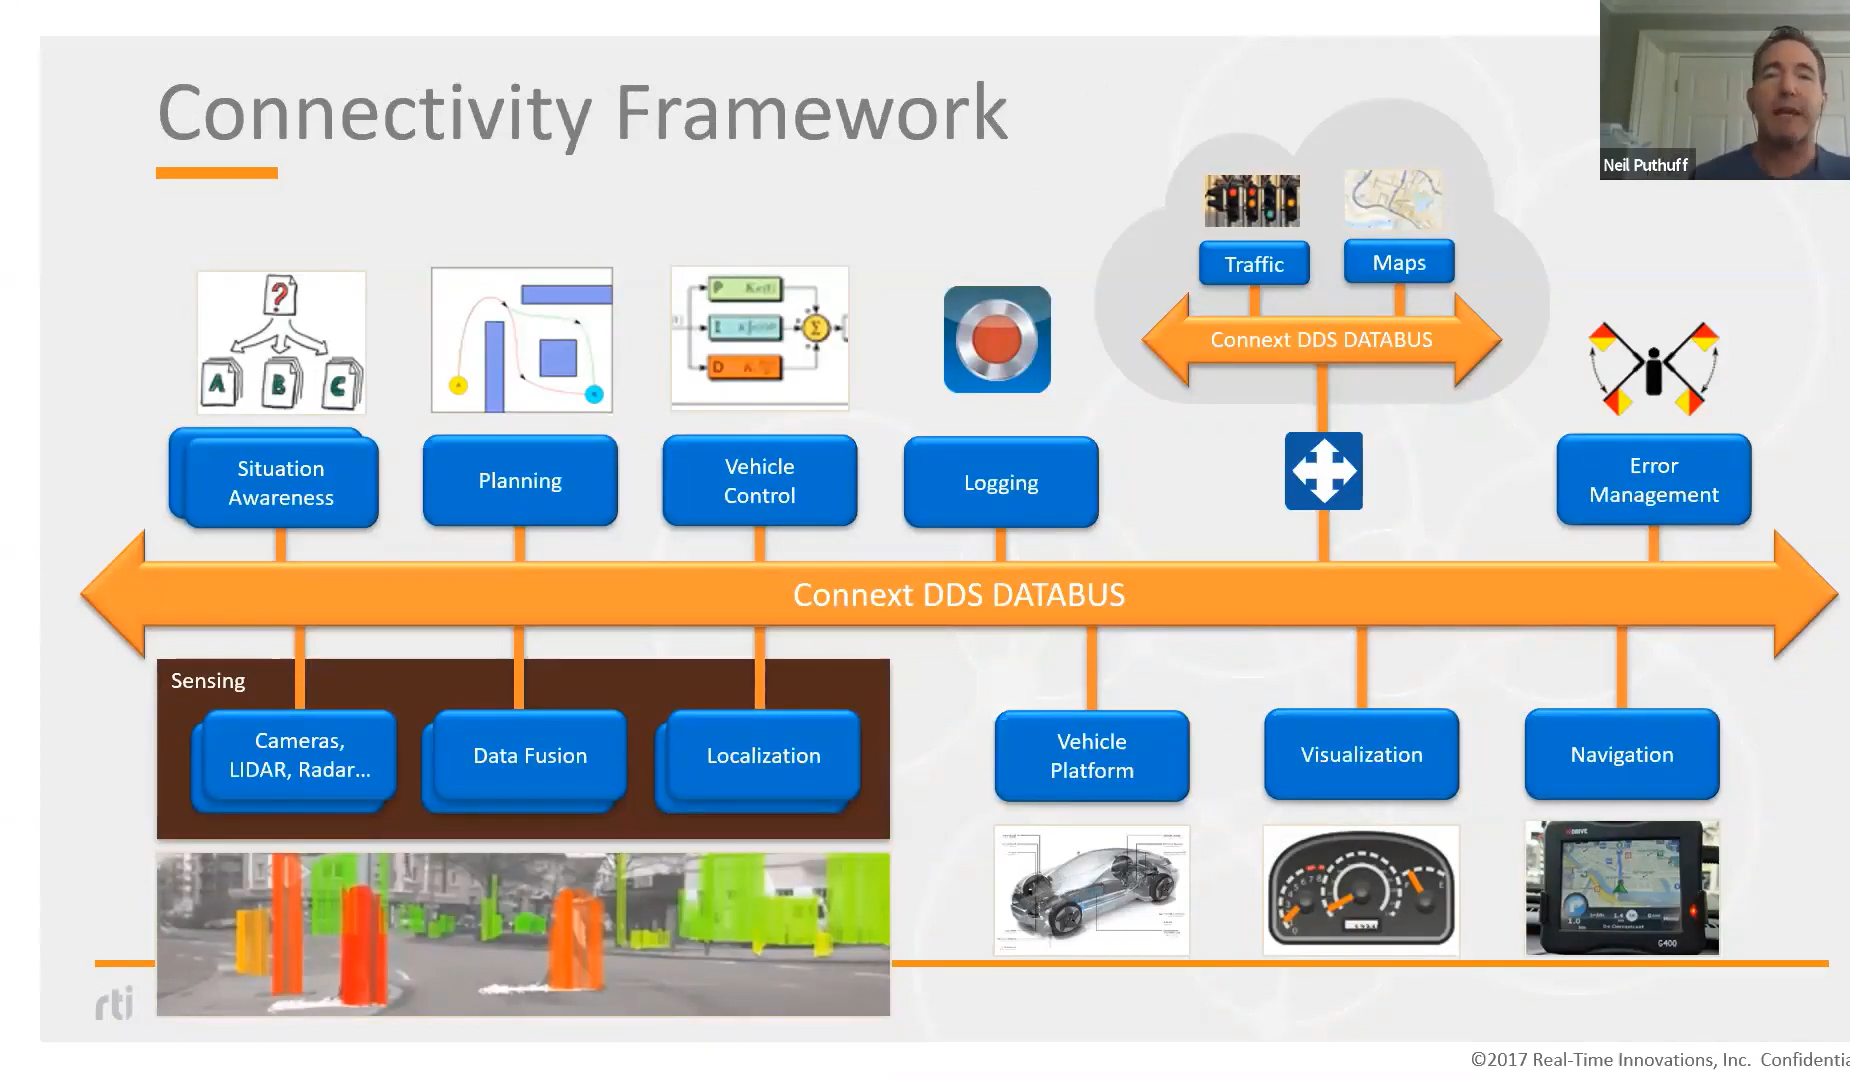 Connectivity Framework
Neil Puthuff
Traffic
Maps
Connext DDS DATABUS
?
A
B
C
P
I
D
Σ
Situation
Awareness
Planning
Vehicle
Control
Logging
Error
Management
Connext DDS DATABUS
Sensing
Cameras,
LIDAR, Radar...
Data Fusion
Localization
Vehicle
Platform
Visualization
Navigation
G400
rti
©2017 Real-Time Innovations, Inc. Confidentia